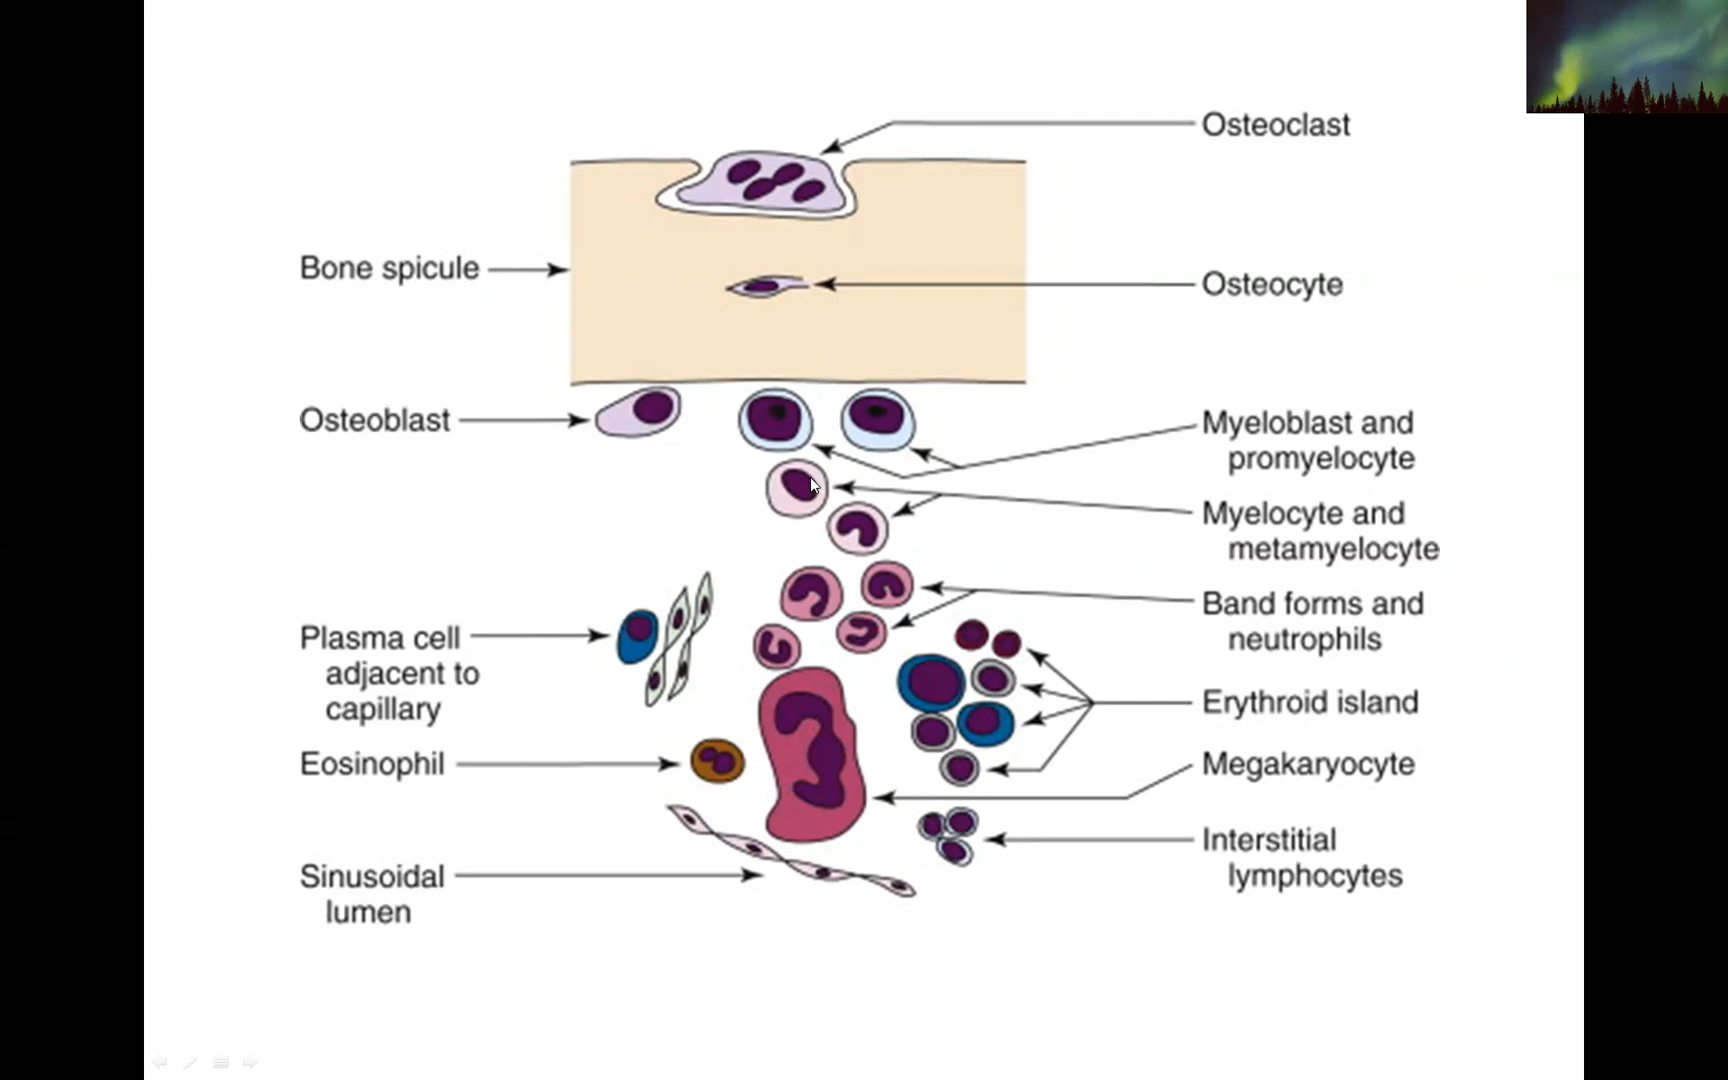 Osteoclast
Bone spicule
Osteocyte
Osteoblast
Myeloblast and
promyelocyte
Myelocyte and
metamyelocyte
Band forms and
neutrophils
Plasma cell
adjacent to
capillary
Erythroid island
Eosinophil
Megakaryocyte
Interstitial
lymphocytes
Sinusoidal
lumen